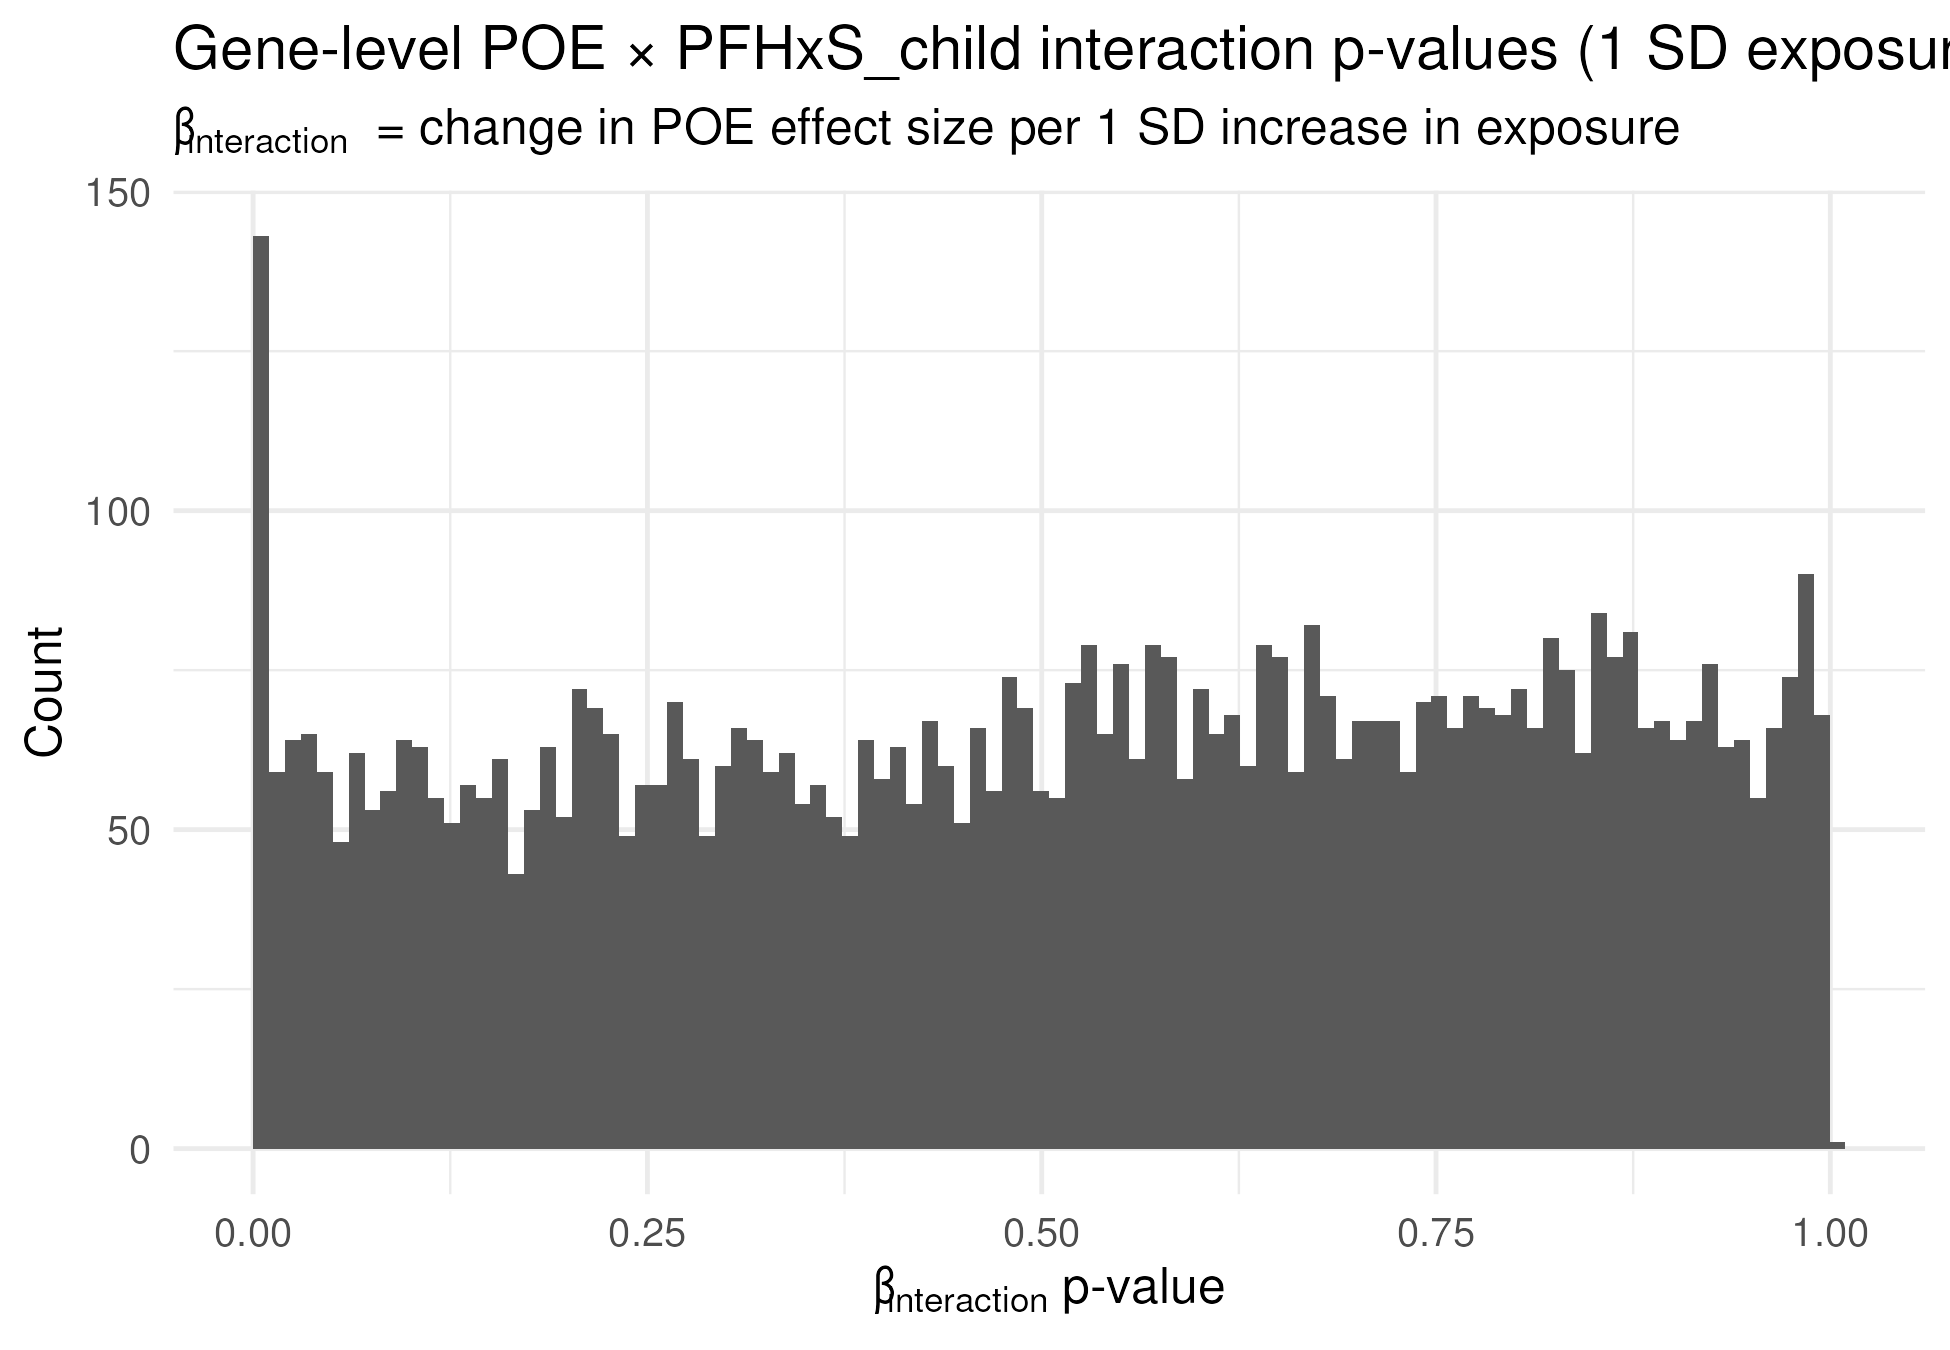 Gene-level POE × PFHxS_child interaction p-values (1 SD exposur
βinteraction = change in POE effect size per 1 SD increase in exposure
150
100
50
0
Count
0.00 0.25 0.50 0.75 1.00
βinteraction p-value